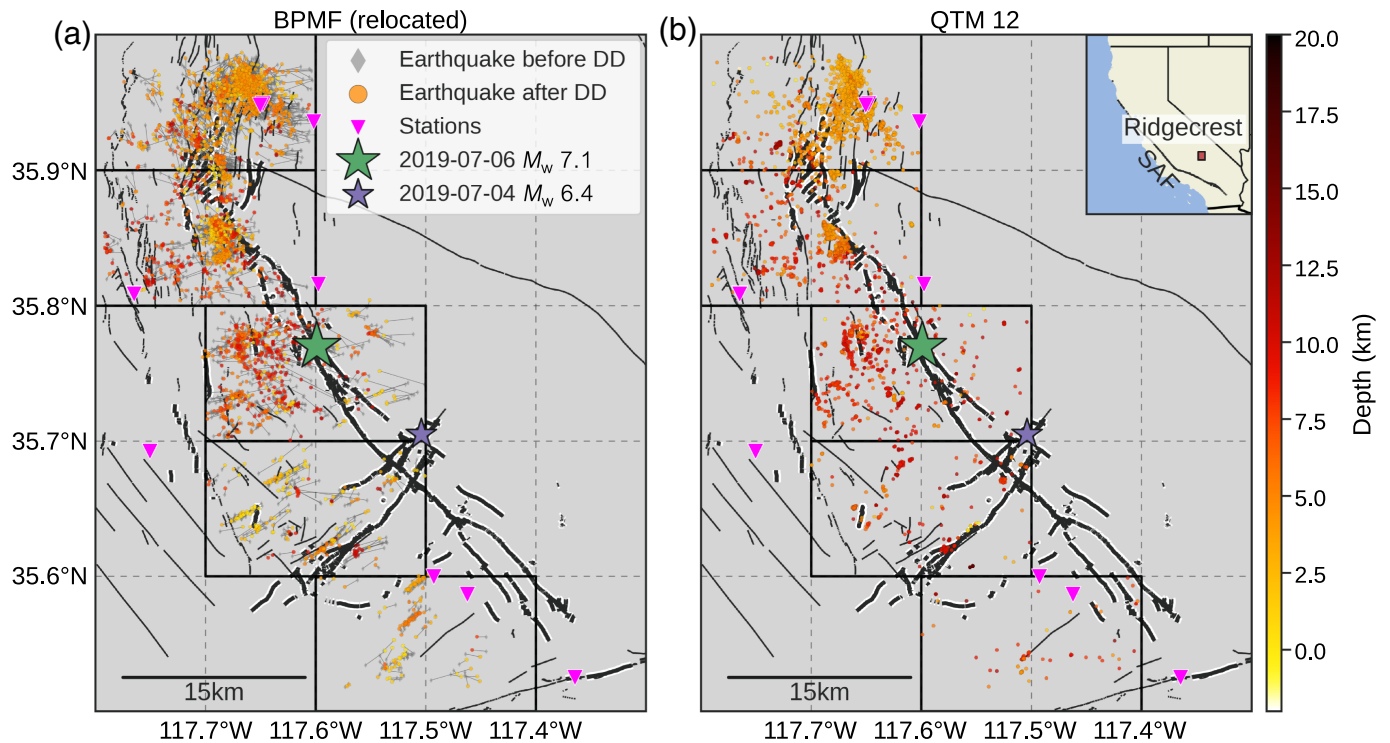 BPMF (relocated)
QTM 12
(a)
(b)
Earthquake before DD
Earthquake after DD
Stations
2019-07-06 Mw 7.1
2019-07-04 Mw 6.4
Ridgecrest
SAF
35.9°N
35.8°N
35.7°N
35.6°N
15km
15km
117.7°W
117.6°W
117.5°W
117.4°W
117.7°W
117.6°W
117.5°W
117.4°W
20.0
17.5
15.0
12.5
10.0
7.5
5.0
2.5
0.0
Depth (km)